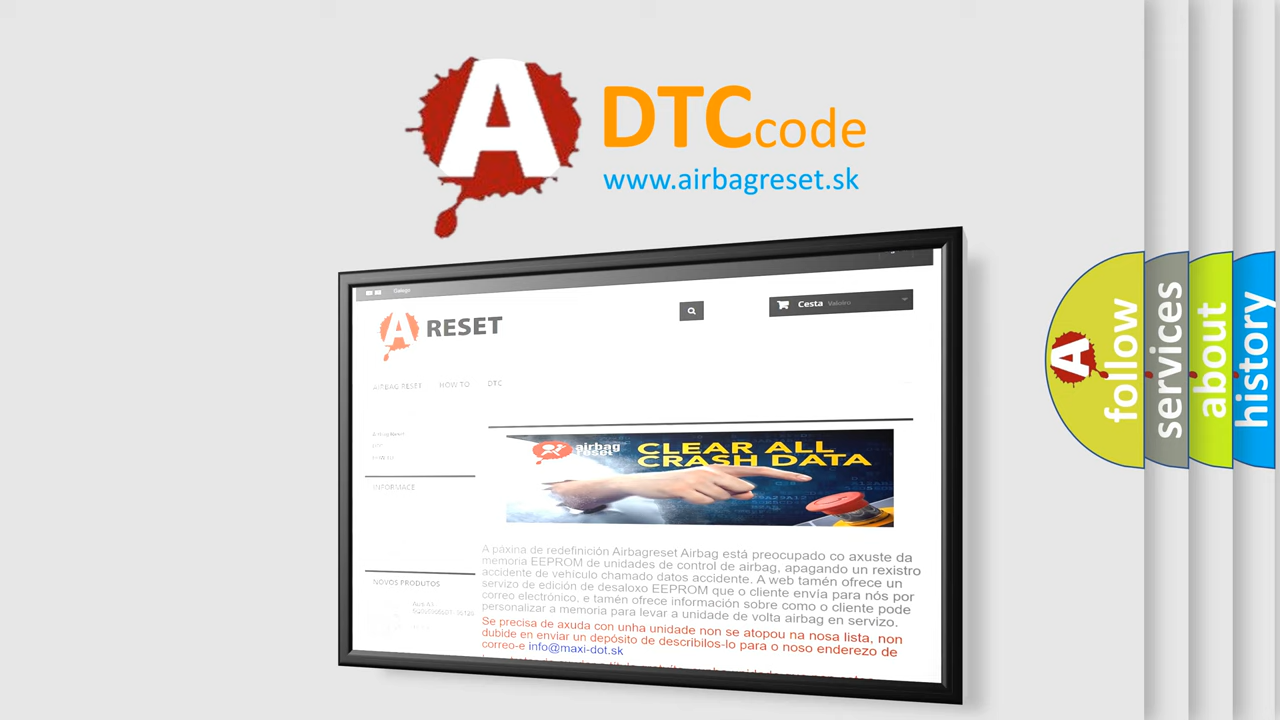 A
DTCcode
www.airbagreset.sk
Galego
A RESET
Cesta Valeiro
AIRBAG RESET HOW TO DTC
INFORMACE
airbag
reset
CLEAR ALL
CRASH DATA
A páxina de redefinición Airbagreset Airbag está preocupado co axuste da
memoria EEPROM de unidades de control de airbag, apagando un rexistro
accidente de vehículo chamado datos accidente. A web tamén ofrece un
servizo de edición de desaloxo EEPROM que o cliente envía para nós por
correo electrónico, e tamén ofrece información sobre como o cliente pode
personalizar a memoria para levar a unidade de volta airbag en servizo.
Se precisa de axuda con unha unidade non se atopou na nosa lista, non
dubide en enviar un depósito de describilos-lo para o noso enderezo de
correo-e info@maxi-dot.sk
NOVOS PRODUTOS
A
follow
services
about
history